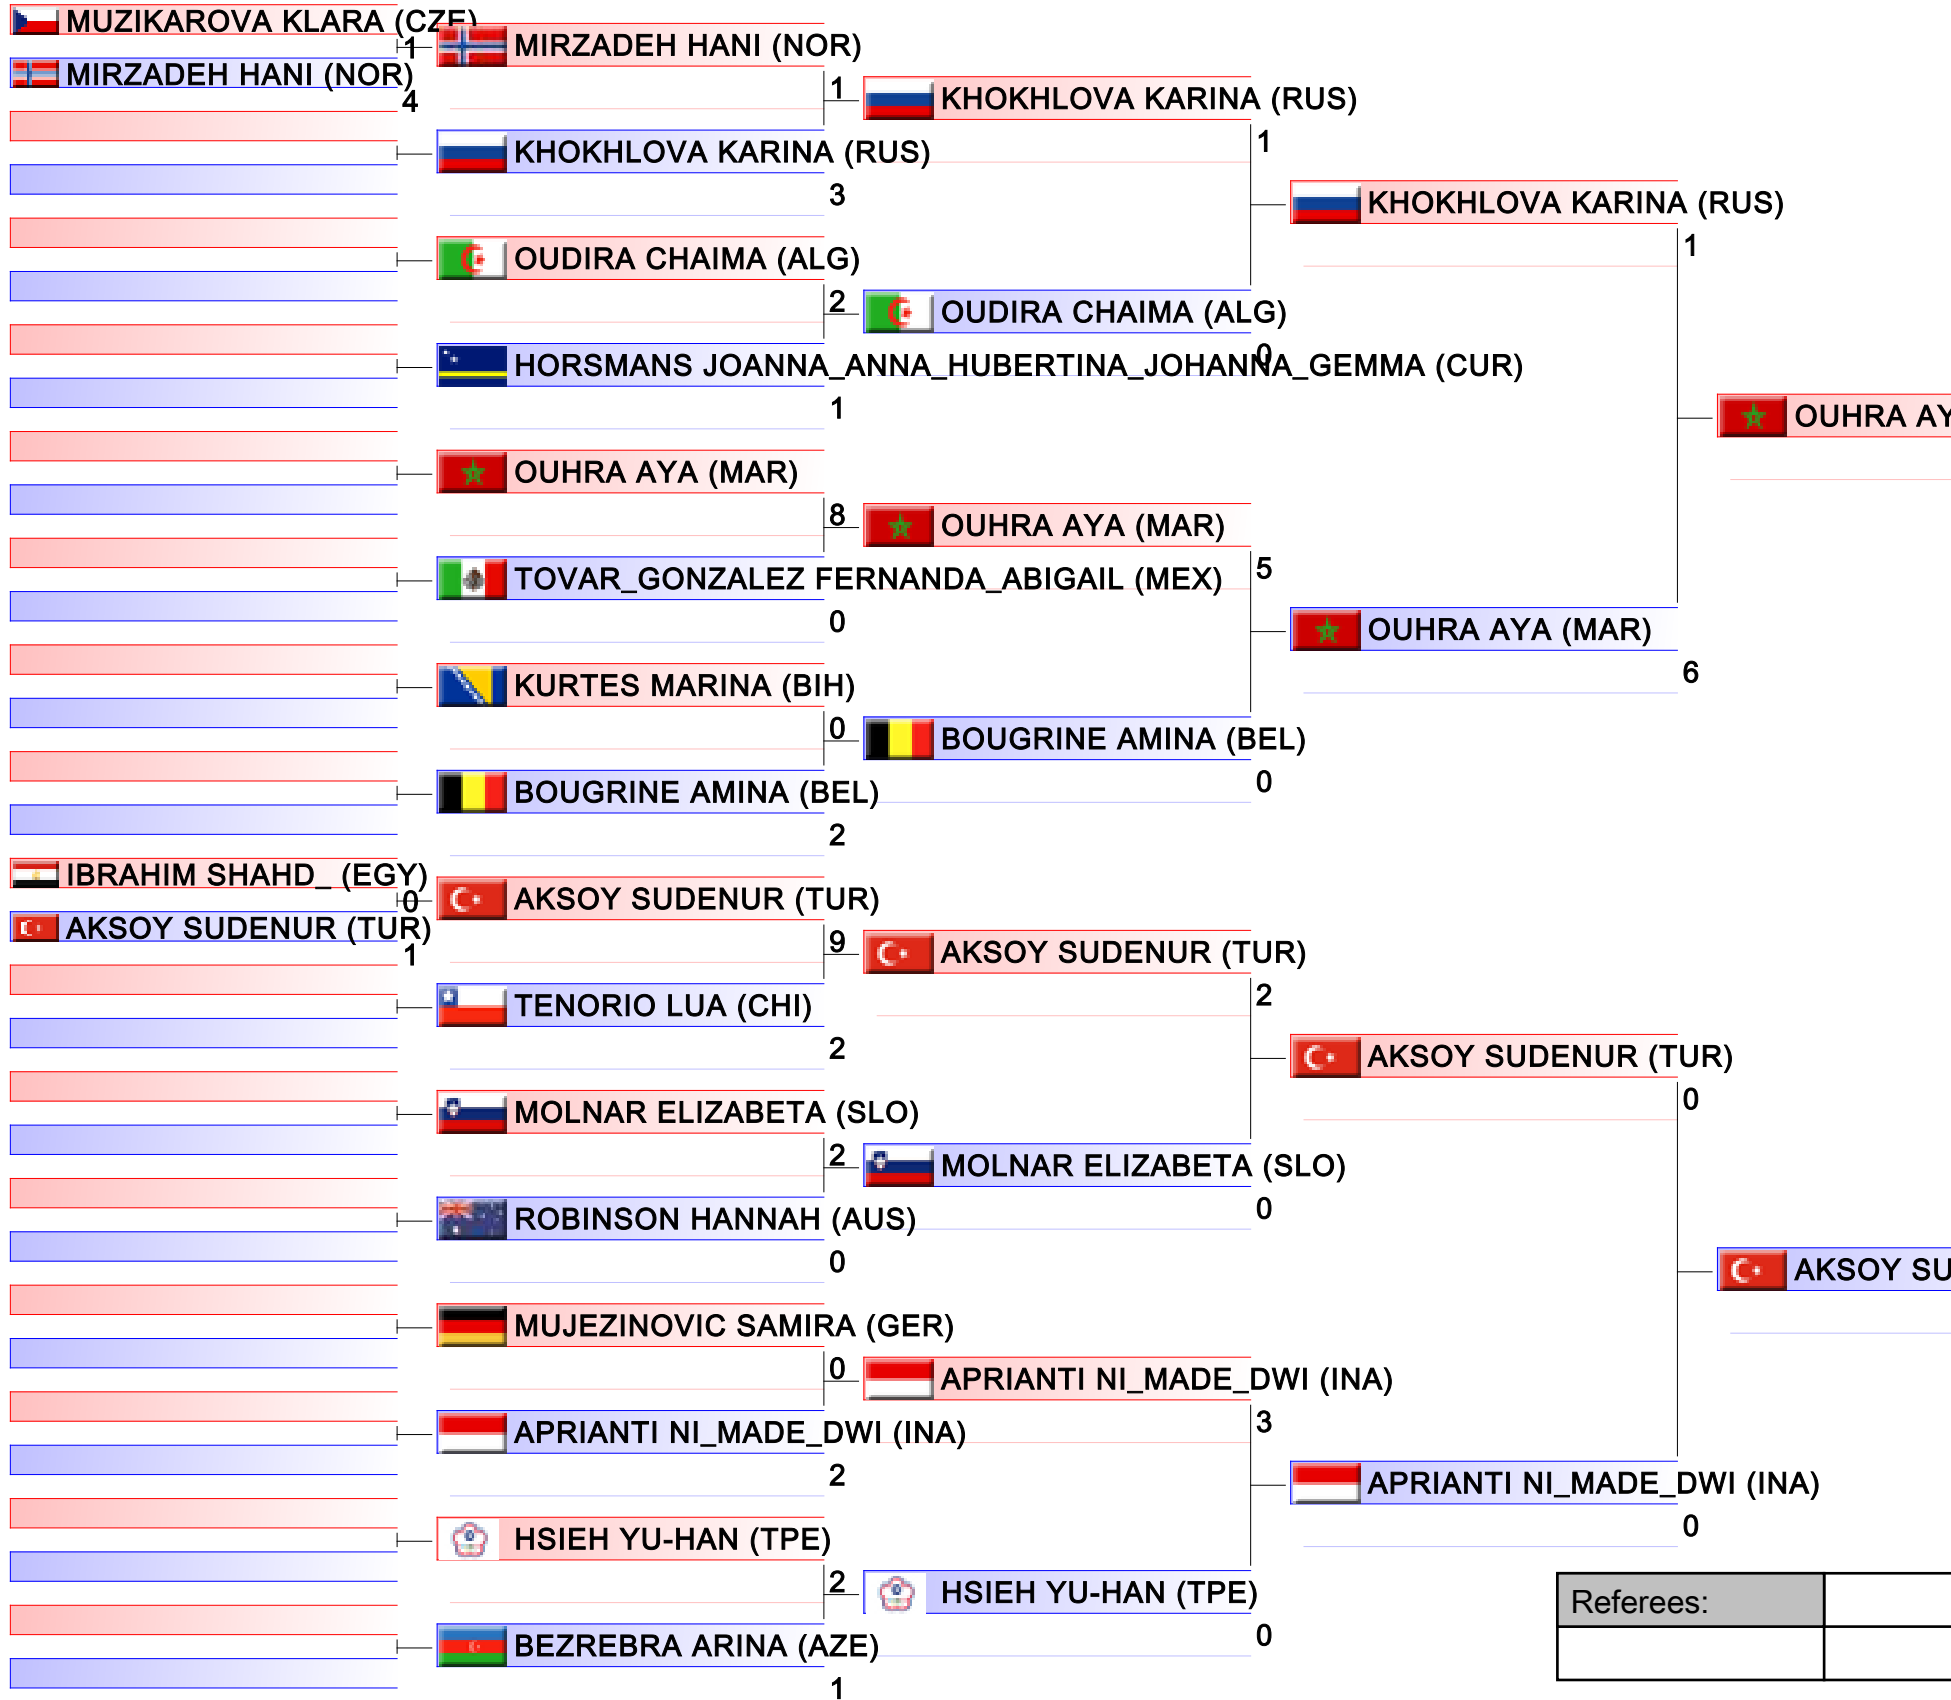 MUZIKAROVA KLARA (CZE)
1
MIRZADEH HANI (NOR)
4
IBRAHIM SHAHD_ (EGY)
0
AKSOY SUDENUR (TUR)
1
MIRZADEH HANI (NOR)
1
KHOKHLOVA KARINA (RUS)
3
OUDIRA CHAIMA (ALG)
2
HORSMANS JOANNA_ANNA_HUBERTINA_JOHANNA_GEMMA (CUR)
1
OUHRA AYA (MAR)
8
TOVAR_GONZALEZ FERNANDA_ABIGAIL (MEX)
0
KURTES MARINA (BIH)
0
BOUGRINE AMINA (BEL)
2
AKSOY SUDENUR (TUR)
9
TENORIO LUA (CHI)
2
MOLNAR ELIZABETA (SLO)
2
ROBINSON HANNAH (AUS)
0
MUJEZINOVIC SAMIRA (GER)
0
APRIANTI NI_MADE_DWI (INA)
2
HSIEH YU-HAN (TPE)
2
BEZREBRA ARINA (AZE)
1
KHOKHLOVA KARINA (RUS)
1
OUDIRA CHAIMA (ALG)
0
OUHRA AYA (MAR)
5
BOUGRINE AMINA (BEL)
0
AKSOY SUDENUR (TUR)
2
MOLNAR ELIZABETA (SLO)
0
APRIANTI NI_MADE_DWI (INA)
3
HSIEH YU-HAN (TPE)
0
KHOKHLOVA KARINA (RUS)
1
OUHRA AYA (MAR)
6
AKSOY SUDENUR (TUR)
0
APRIANTI NI_MADE_DWI (INA)
0
OUHRA AY
AKSOY SU
Referees: